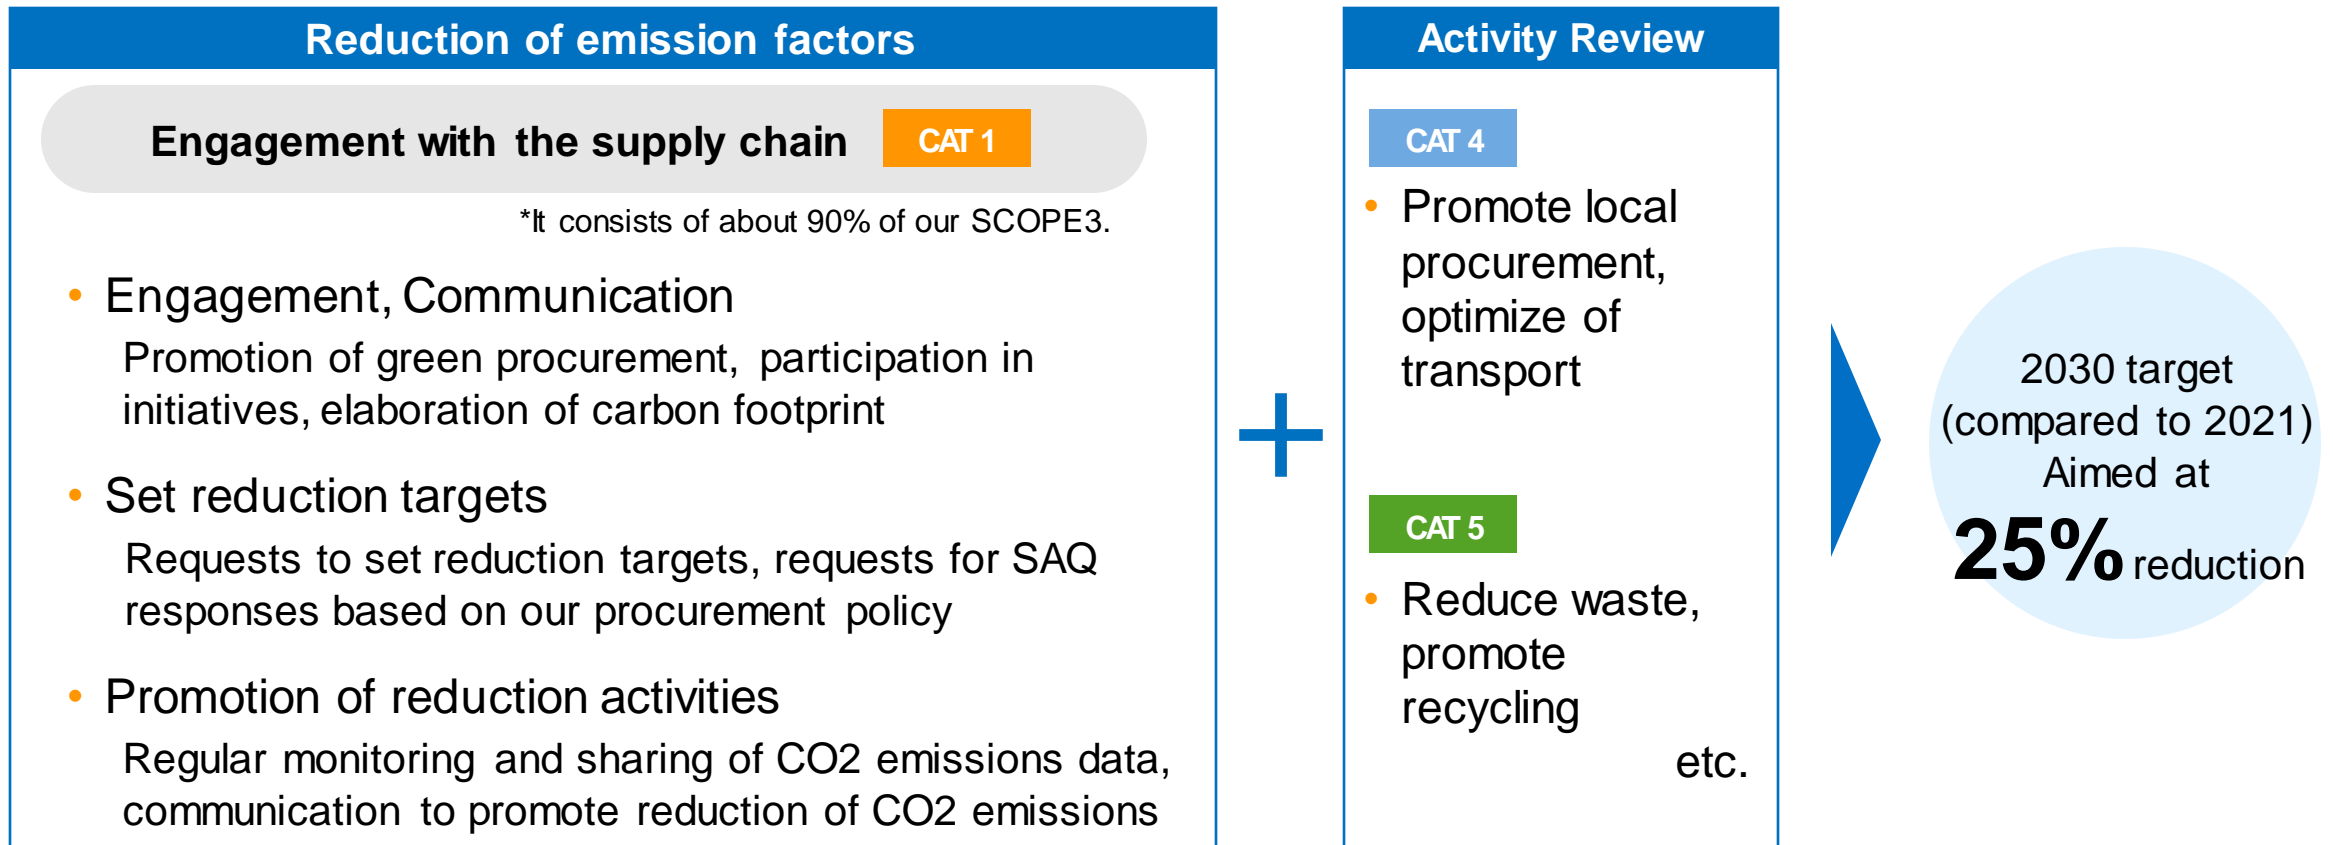 Reduction of emission factors
Engagement with the supply chain CAT 1
*It consists of about 90% of our SCOPE3.
• Engagement, Communication
Promotion of green procurement, participation in
initiatives, elaboration of carbon footprint
• Set reduction targets
Requests to set reduction targets, requests for SAQ
responses based on our procurement policy
• Promotion of reduction activities
Regular monitoring and sharing of CO2 emissions data,
communication to promote reduction of CO2 emissions
+
Activity Review
CAT 4
• Promote local
procurement,
optimize of
transport
CAT 5
• Reduce waste,
promote
recycling
etc.
2030 target
(compared to 2021)
Aimed at
25% reduction